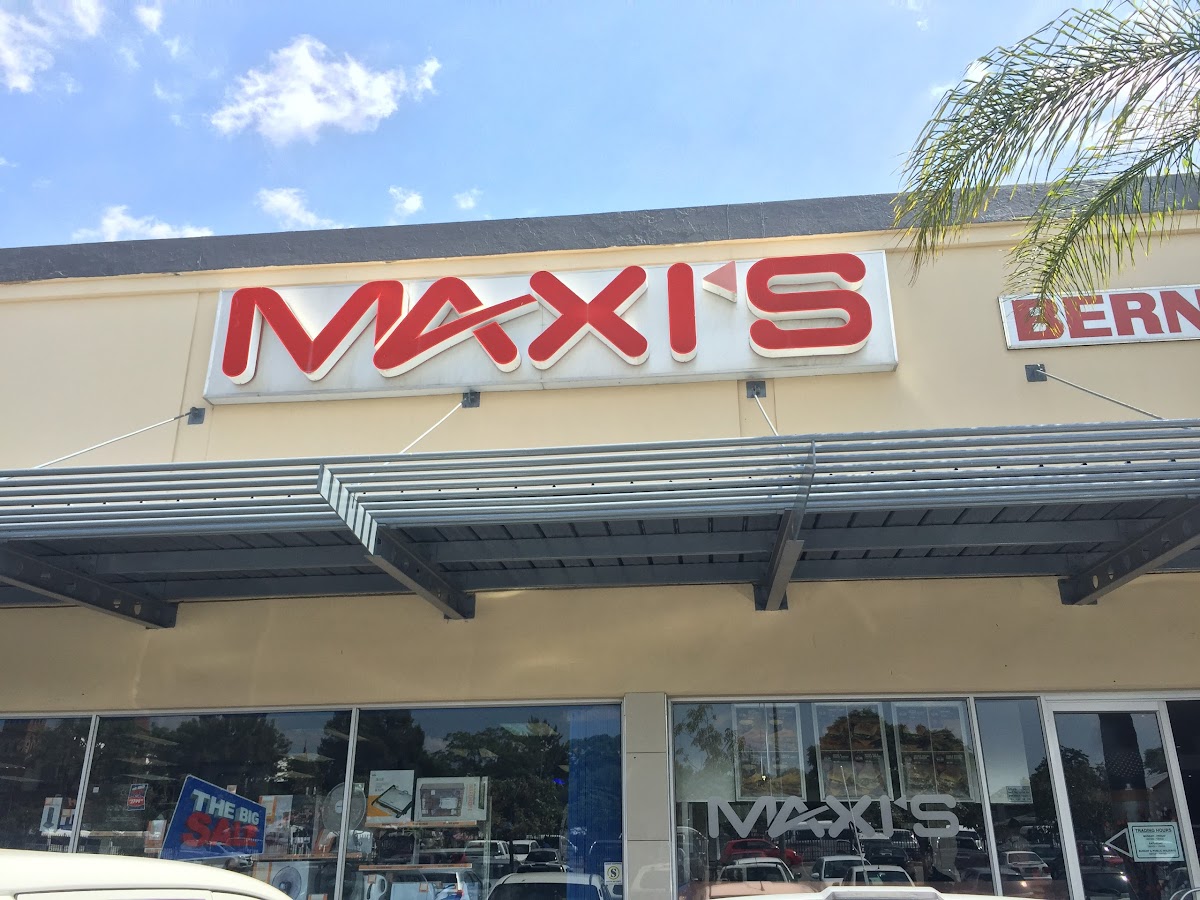 MAXI'S
BERN
THE BIG
SALE
MAXI'S
TRADING HOURS